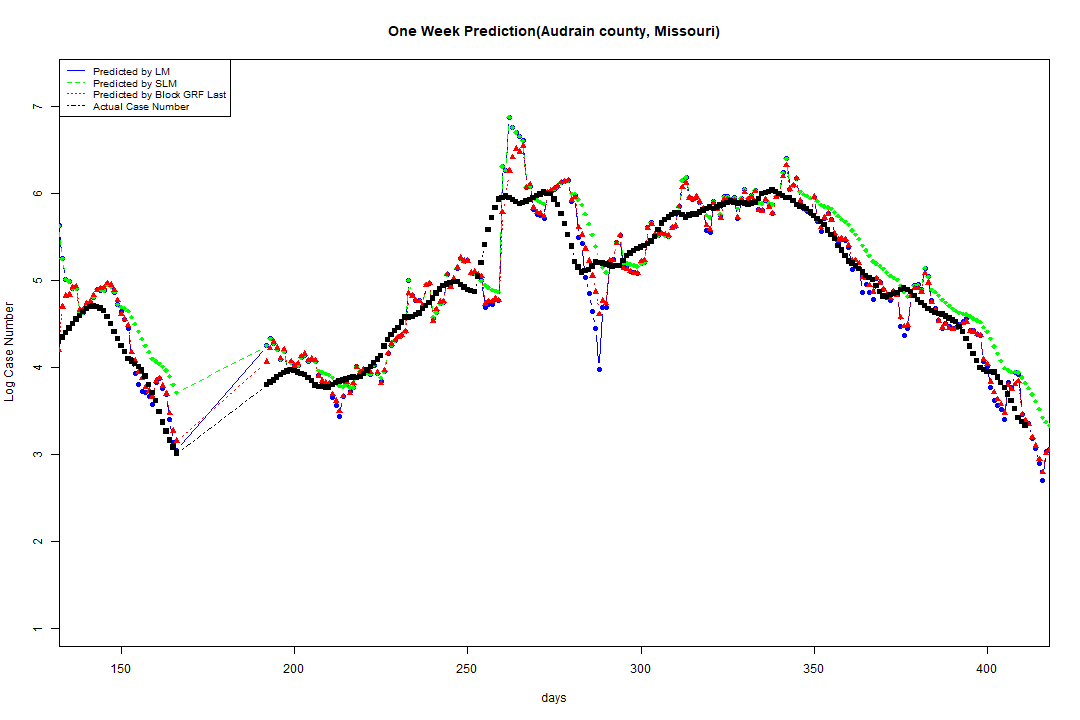 One Week Prediction(Audrain county, Missouri)
Predicted by LM
Predicted by SLM
Predicted by Block GRF Last
Actual Case Number
Log Case Number
7
6
5
4
3
2
1
150 200 250 300 350 400
days